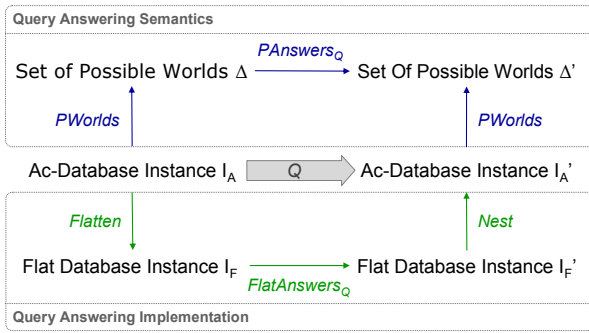 Query Answering Semantics
PAnswers_Q
Set of Possible Worlds Δ
Set Of Possible Worlds Δ'
PWorlds
PWorlds
Ac-Database Instance I_A
Q
Ac-Database Instance I_A'
Flatten
Nest
Flat Database Instance I_F
Flat Database Instance I_F'
FlatAnswers_Q
Query Answering Implementation